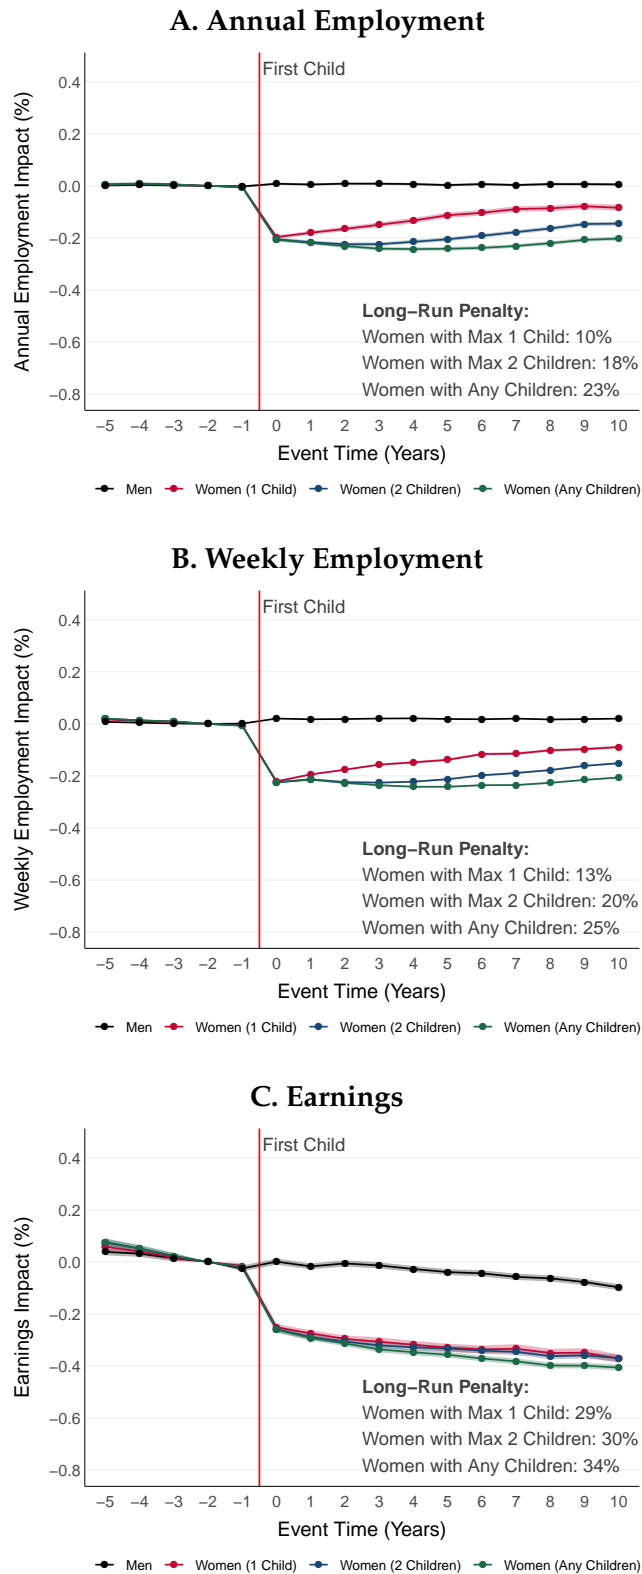 A. Annual Employment
First Child
0.4
0.2
0.0
−0.2
−0.4
−0.6
−0.8
Annual Employment Impact (%)
Long−Run Penalty:
Women with Max 1 Child: 10%
Women with Max 2 Children: 18%
Women with Any Children: 23%
−5 −4 −3 −2 −1 0 1 2 3 4 5 6 7 8 9 10
Event Time (Years)
Men Women (1 Child) Women (2 Children) Women (Any Children)
B. Weekly Employment
First Child
0.4
0.2
0.0
−0.2
−0.4
−0.6
−0.8
Weekly Employment Impact (%)
Long−Run Penalty:
Women with Max 1 Child: 13%
Women with Max 2 Children: 20%
Women with Any Children: 25%
−5 −4 −3 −2 −1 0 1 2 3 4 5 6 7 8 9 10
Event Time (Years)
Men Women (1 Child) Women (2 Children) Women (Any Children)
C. Earnings
First Child
0.4
0.2
0.0
−0.2
−0.4
−0.6
−0.8
Earnings Impact (%)
Long−Run Penalty:
Women with Max 1 Child: 29%
Women with Max 2 Children: 30%
Women with Any Children: 34%
−5 −4 −3 −2 −1 0 1 2 3 4 5 6 7 8 9 10
Event Time (Years)
Men Women (1 Child) Women (2 Children) Women (Any Children)